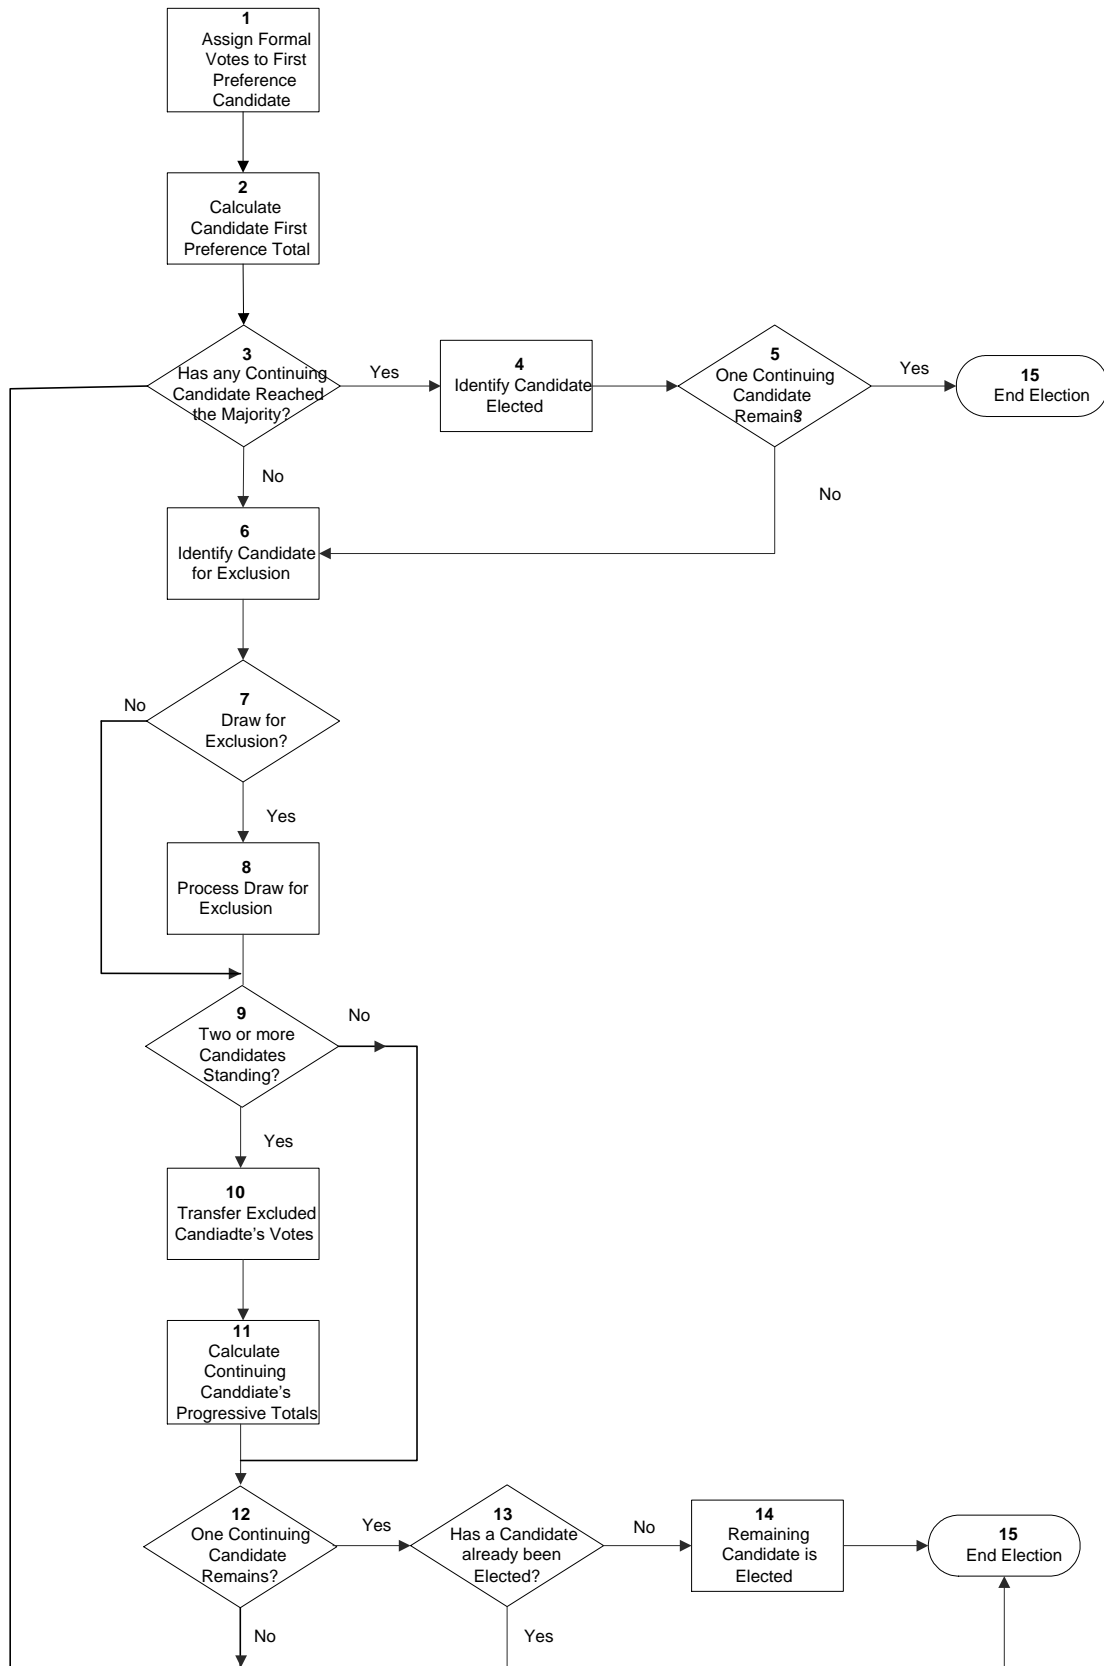 1
Assign Formal
Votes to First
Preference
Candidate
2
Calculate
Candidate First
Preference Total
3
Has any Continuing
Candidate Reached
the Majority?
Yes
4
Identify Candidate
Elected
5
One Continuing
Candidate
Remains?
Yes
15
End Election
No
No
6
Identify Candidate
for Exclusion
7
Draw for
Exclusion?
No
Yes
8
Process Draw for
Exclusion
9
Two or more
Candidates
Standing?
No
Yes
10
Transfer Excluded
Candiadte's Votes
11
Calculate
Continuing
Canddiate's
Progressive Totals
12
One Continuing
Candidate
Remains?
Yes
13
Has a Candidate
already been
Elected?
No
14
Remaining
Candidate is
Elected
15
End Election
No
Yes